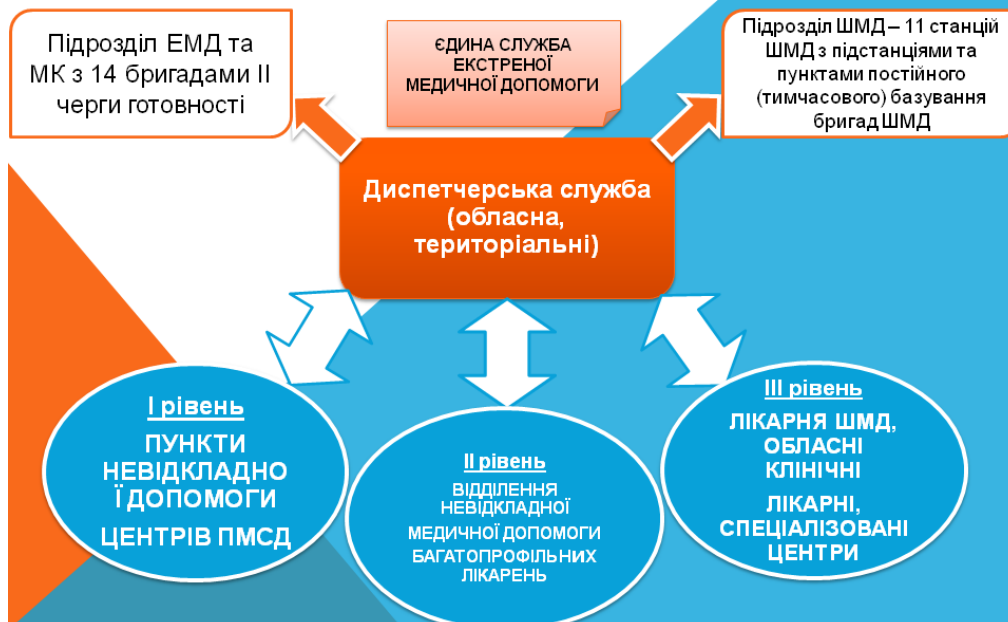 Підрозділ ЕМД та
МК з 14 бригадами ІІ
черги готовності
ЄДИНА СЛУЖБА
ЕКСТРЕНОЇ
МЕДИЧНОЇ ДОПОМОГИ
Підрозділ ШМД – 11 станцій
ШМД з підстанціями та
пунктами постійного
(тимчасового) базування
бригад ШМД
Диспетчерська служба
(обласна,
територіальні)
І рівень
ПУНКТИ
НЕВІДКЛАДНО
Ї ДОПОМОГИ
ЦЕНТРІВ ПМСД
ІІ рівень
ВІДДІЛЕННЯ
НЕВІДКЛАДНОЇ
МЕДИЧНОЇ ДОПОМОГИ
БАГАТОПРОФІЛЬНИХ
ЛІКАРЕНЬ
ІІІ рівень
ЛІКАРНЯ ШМД,
ОБЛАСНІ
КЛІНІЧНІ
ЛІКАРНІ,
СПЕЦІАЛІЗОВАНІ
ЦЕНТРИ